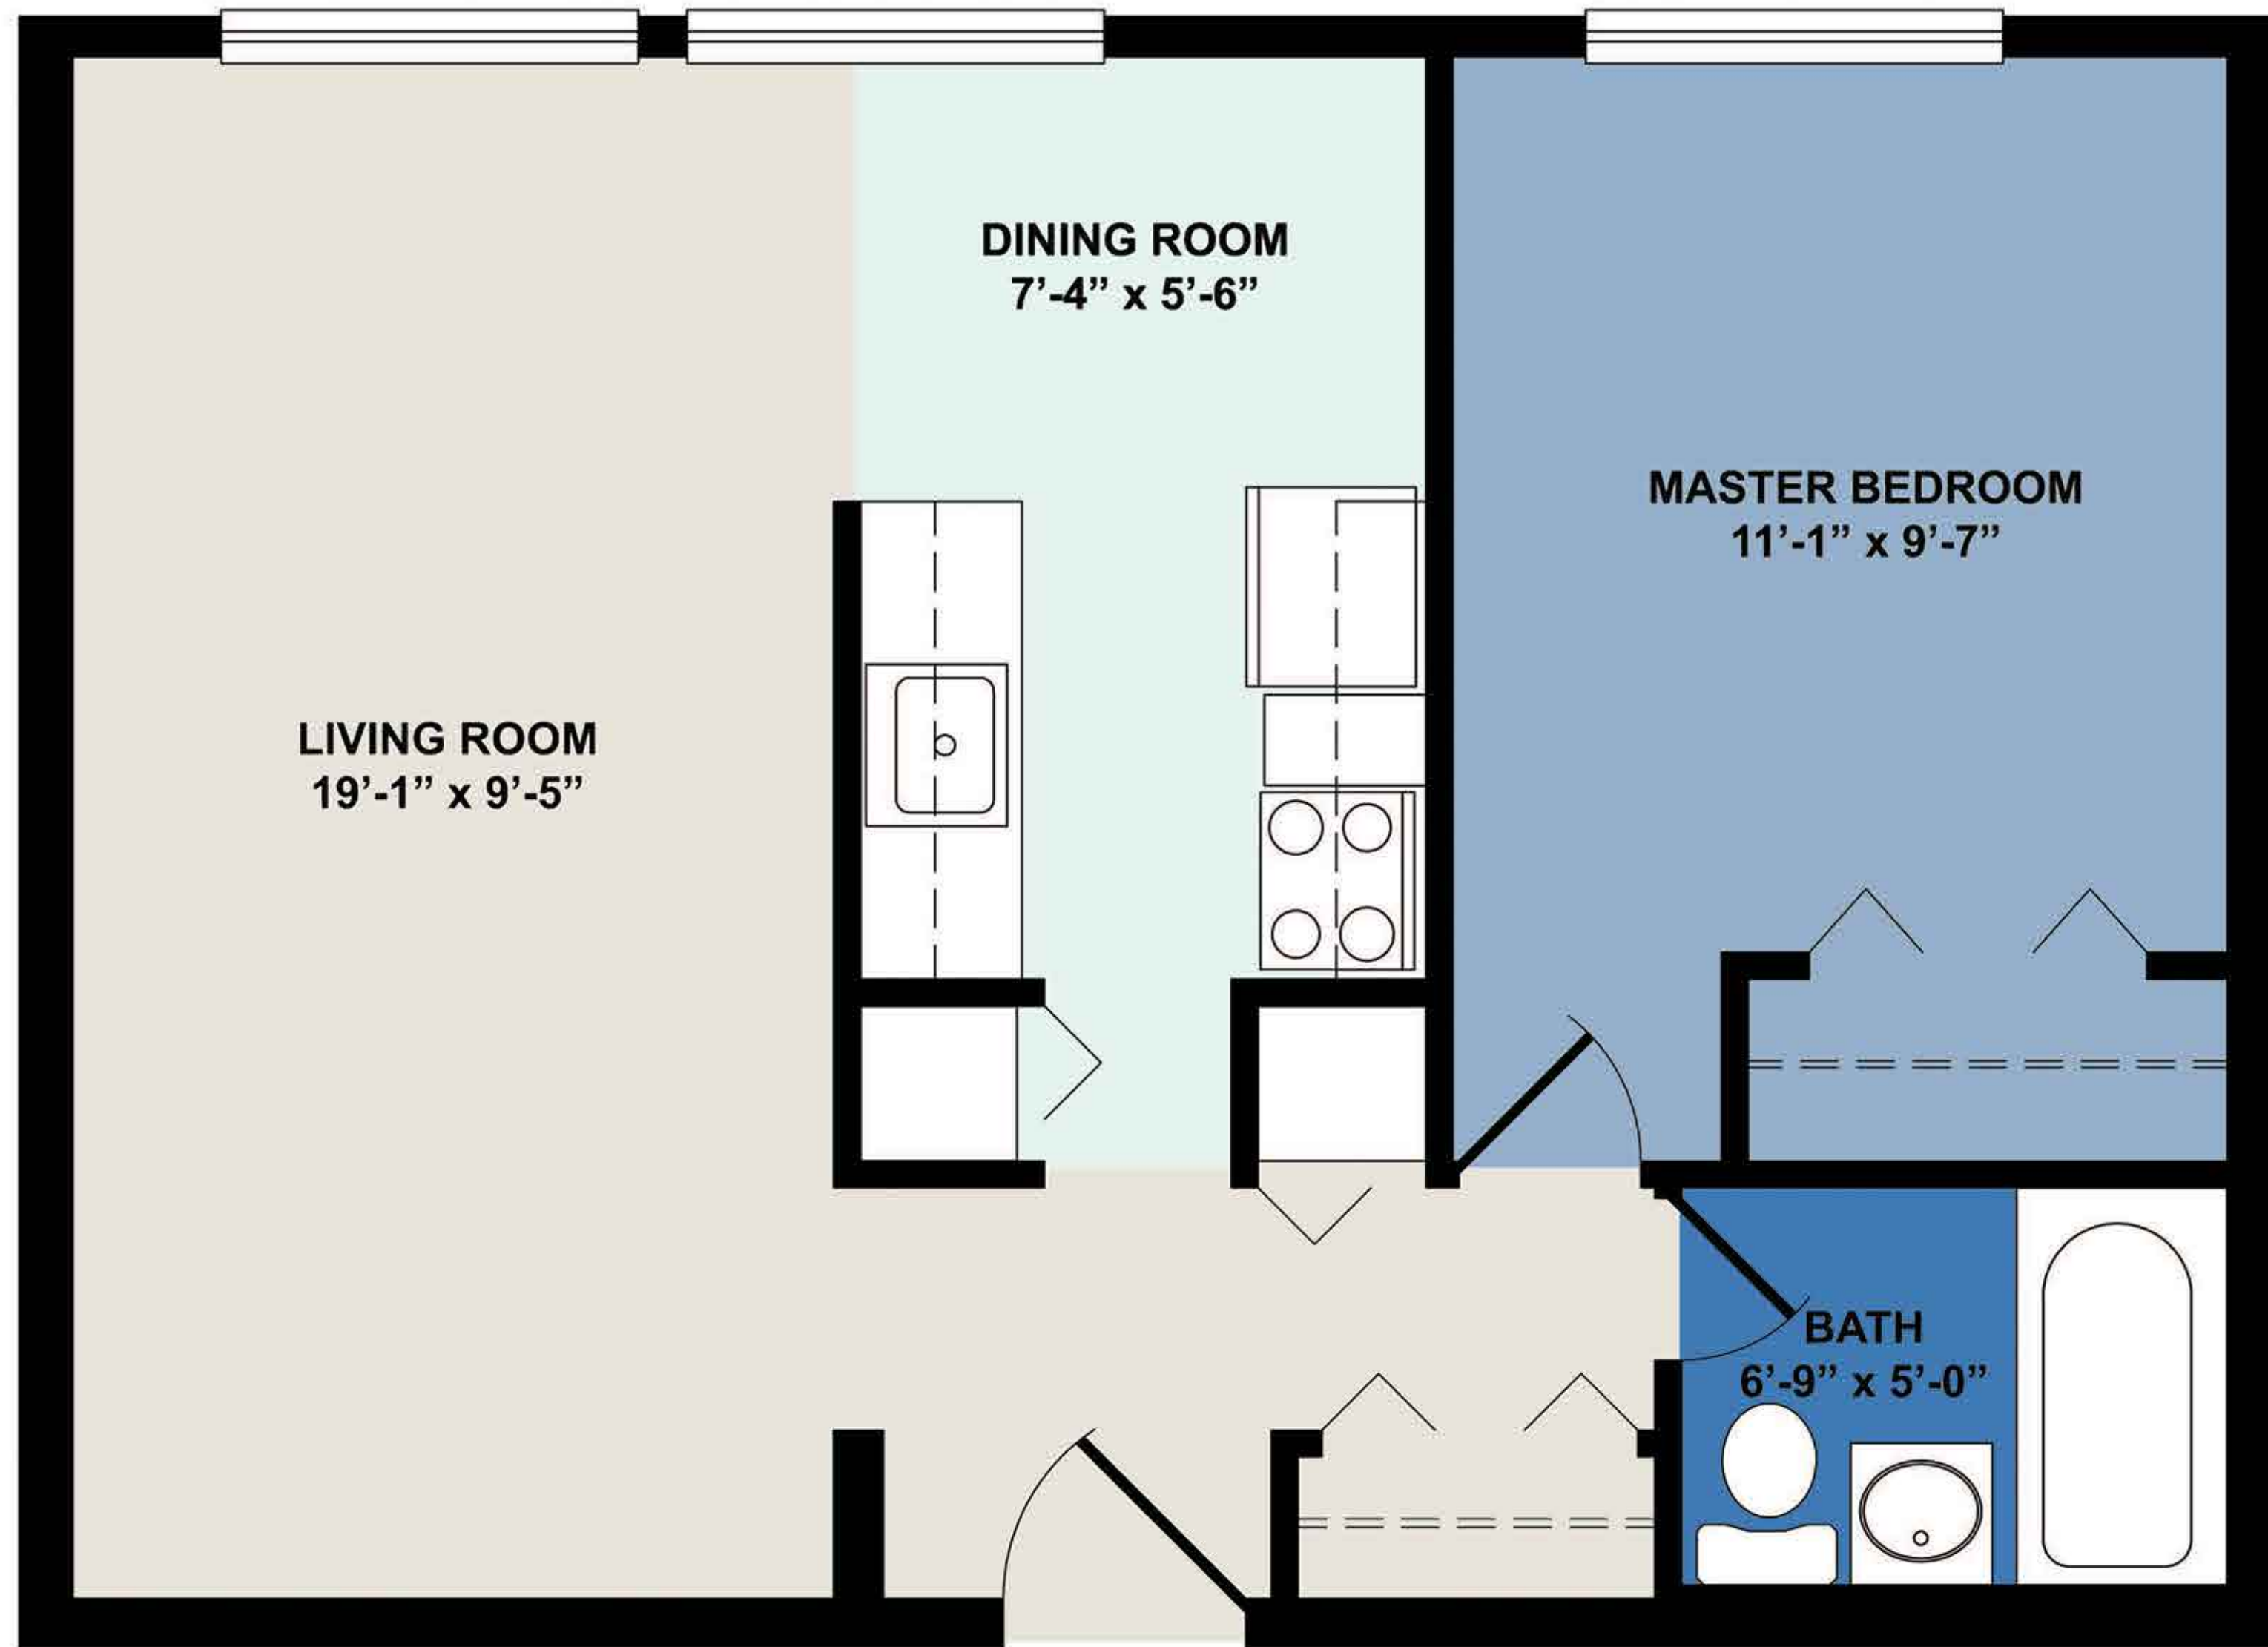 DINING ROOM
7’-4” x 5’-6”
MASTER BEDROOM
11’-1” x 9’-7”
LIVING ROOM
19’-1” x 9’-5”
BATH
6’-9” x 5’-0”